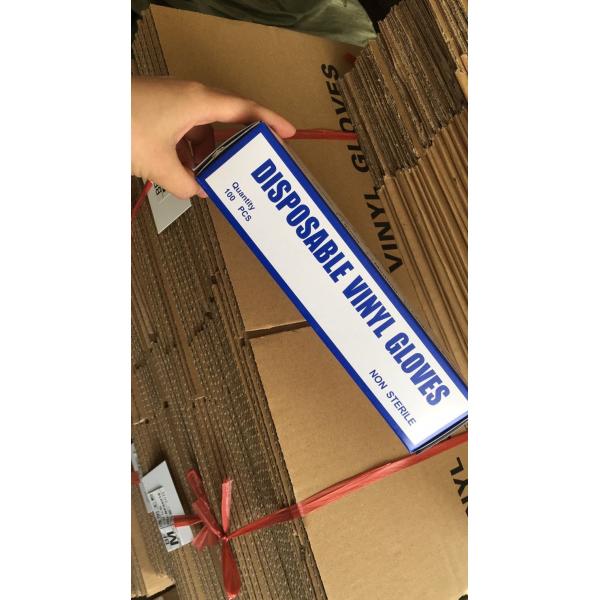 DISPOSABLE VINYL GLOVES
Quantity
100 PCS
NON STERILE
VINYL GLOVES
M